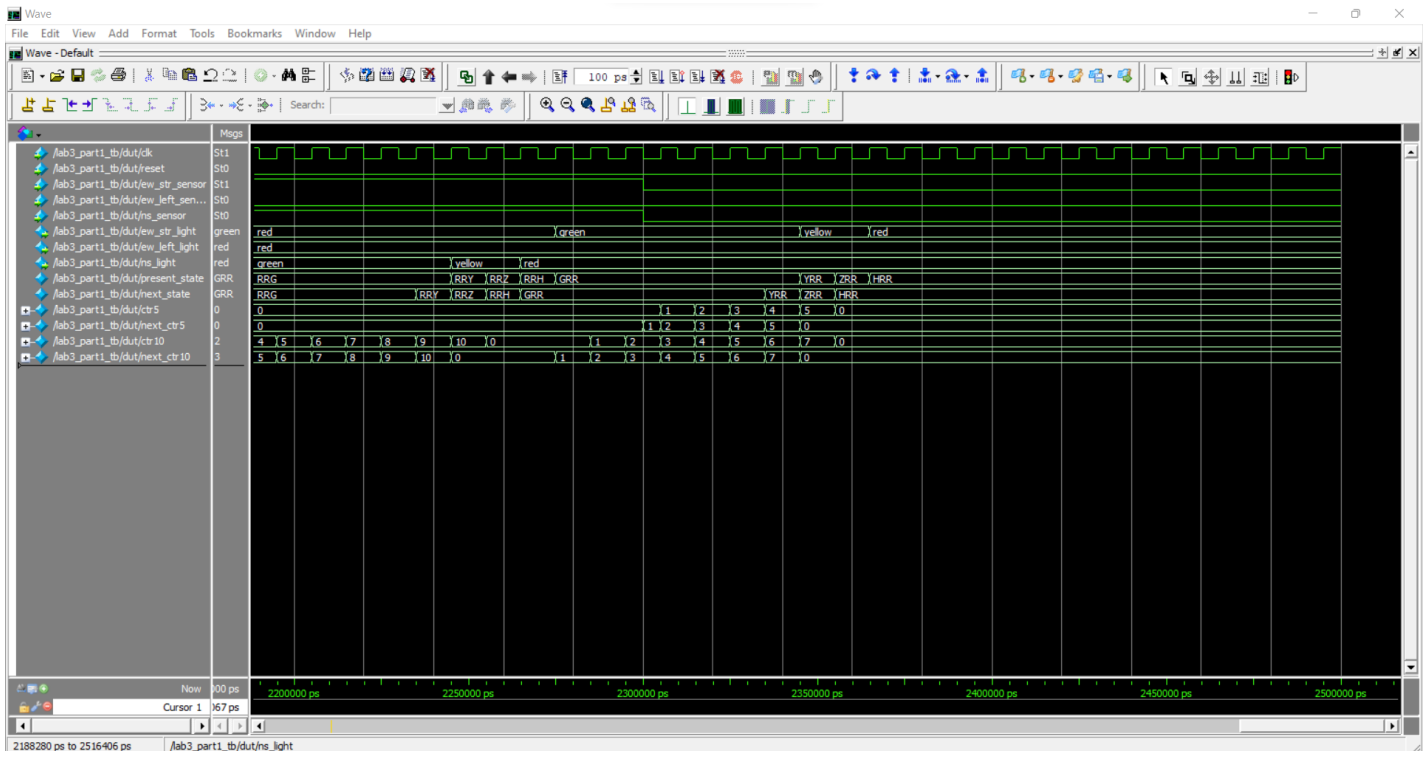 Wave
File Edit View Add Format Tools Bookmarks Window Help
Wave - Default
100 ps
Search:
Msgs
/lab3_part1_tb/dut/clk St1
/lab3_part1_tb/dut/reset St0
/lab3_part1_tb/dut/ew_str_sensor St1
/lab3_part1_tb/dut/ew_left_sen... St0
/lab3_part1_tb/dut/ns_sensor St0
/lab3_part1_tb/dut/ew_str_light green red green yellow red
/lab3_part1_tb/dut/ew_left_light red red
/lab3_part1_tb/dut/ns_light red green yellow red
/lab3_part1_tb/dut/present_state GRR RRG RRY RRZ RRH GRR YRR ZRR HRR
/lab3_part1_tb/dut/next_state GRR RRG RRY RRZ RRH GRR YRR ZRR HRR
/lab3_part1_tb/dut/ctr5 0 0 1 2 3 4 5 0
/lab3_part1_tb/dut/next_ctr5 0 0 1 2 3 4 5 0
/lab3_part1_tb/dut/ctr10 2 4 5 6 7 8 9 10 0 1 2 3 4 5 6 7 0
/lab3_part1_tb/dut/next_ctr10 3 5 6 7 8 9 10 0 1 2 3 4 5 6 7 0
Now 000 ps 2200000 ps 2250000 ps 2300000 ps 2350000 ps 2400000 ps 2450000 ps 2500000 ps
Cursor 1 067 ps
2188280 ps to 2516406 ps /lab3_part1_tb/dut/ns_light